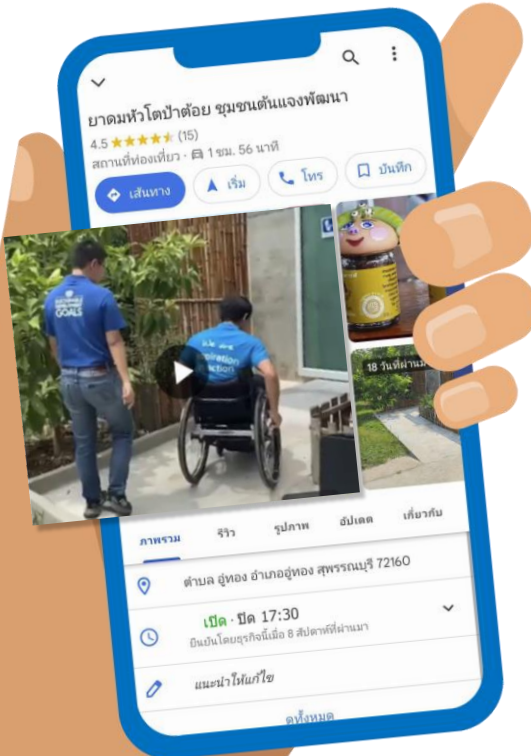 ยาดมหัวโตป้าต้อย ชุมชนต้นแจงพัฒนา
4.5 (15)
สถานที่ท่องเที่ยว · 1 ชม. 56 นาที
เส้นทาง
เริ่ม
โทร
บันทึก
SUSTAINABLE
DEVELOPMENT
GOALS
18 วันที่ผ่านมา
ภาพรวม
รีวิว
รูปภาพ
อัปเดต
เกี่ยวกับ
ตำบล อู่ทอง อำเภออู่ทอง สุพรรณบุรี 72160
เปิด · ปิด 17:30
ยืนยันโดยธุรกิจนี้เมื่อ 8 สัปดาห์ที่ผ่านมา
แนะนำให้แก้ไข
ดูทั้งหมด